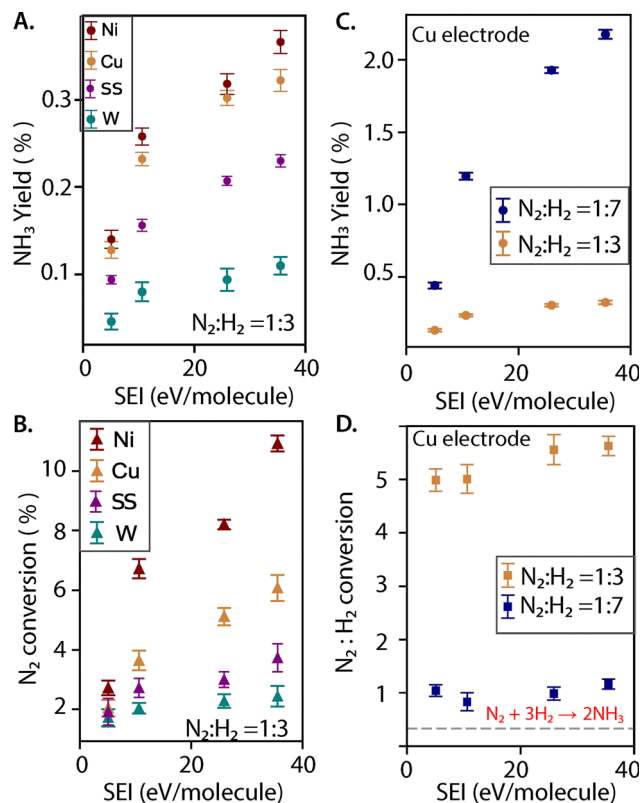 A.
Ni
Cu
SS
W
0.3
0.2
0.1
NH₃ Yield ( % )
N₂:H₂ =1:3
0
20
40
SEI (eV/molecule)
C.
Cu electrode
2.0
1.5
1.0
0.5
NH₃ Yield ( % )
N₂:H₂ =1:7
N₂:H₂ =1:3
0
20
40
SEI (eV/molecule)
B.
Ni
Cu
SS
W
10
8
6
4
2
N₂ conversion ( % )
N₂:H₂ =1:3
0
20
40
SEI (eV/molecule)
D.
Cu electrode
5
4
3
2
1
0
N₂ : H₂ conversion
N₂:H₂ =1:3
N₂:H₂ =1:7
N₂ + 3H₂ → 2NH₃
0
20
40
SEI (eV/molecule)